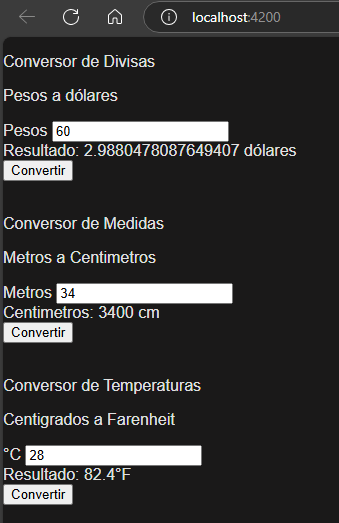 localhost:4200
Conversor de Divisas
Pesos a dólares
Pesos 60
Resultado: 2.9880478087649407 dólares
Convertir
Conversor de Medidas
Metros a Centimetros
Metros 34
Centimetros: 3400 cm
Convertir
Conversor de Temperaturas
Centigrados a Farenheit
°C 28
Resultado: 82.4°F
Convertir